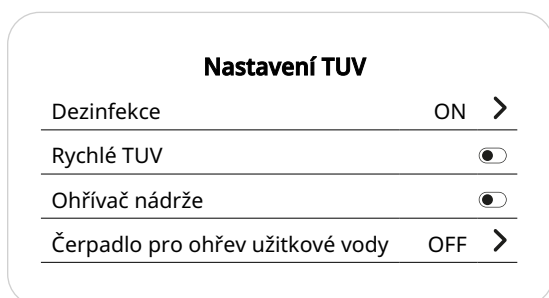 Nastavení TUV
Dezinfekce ON
Rychlé TUV
Ohřívač nádrže
Čerpadlo pro ohřev užitkové vody OFF